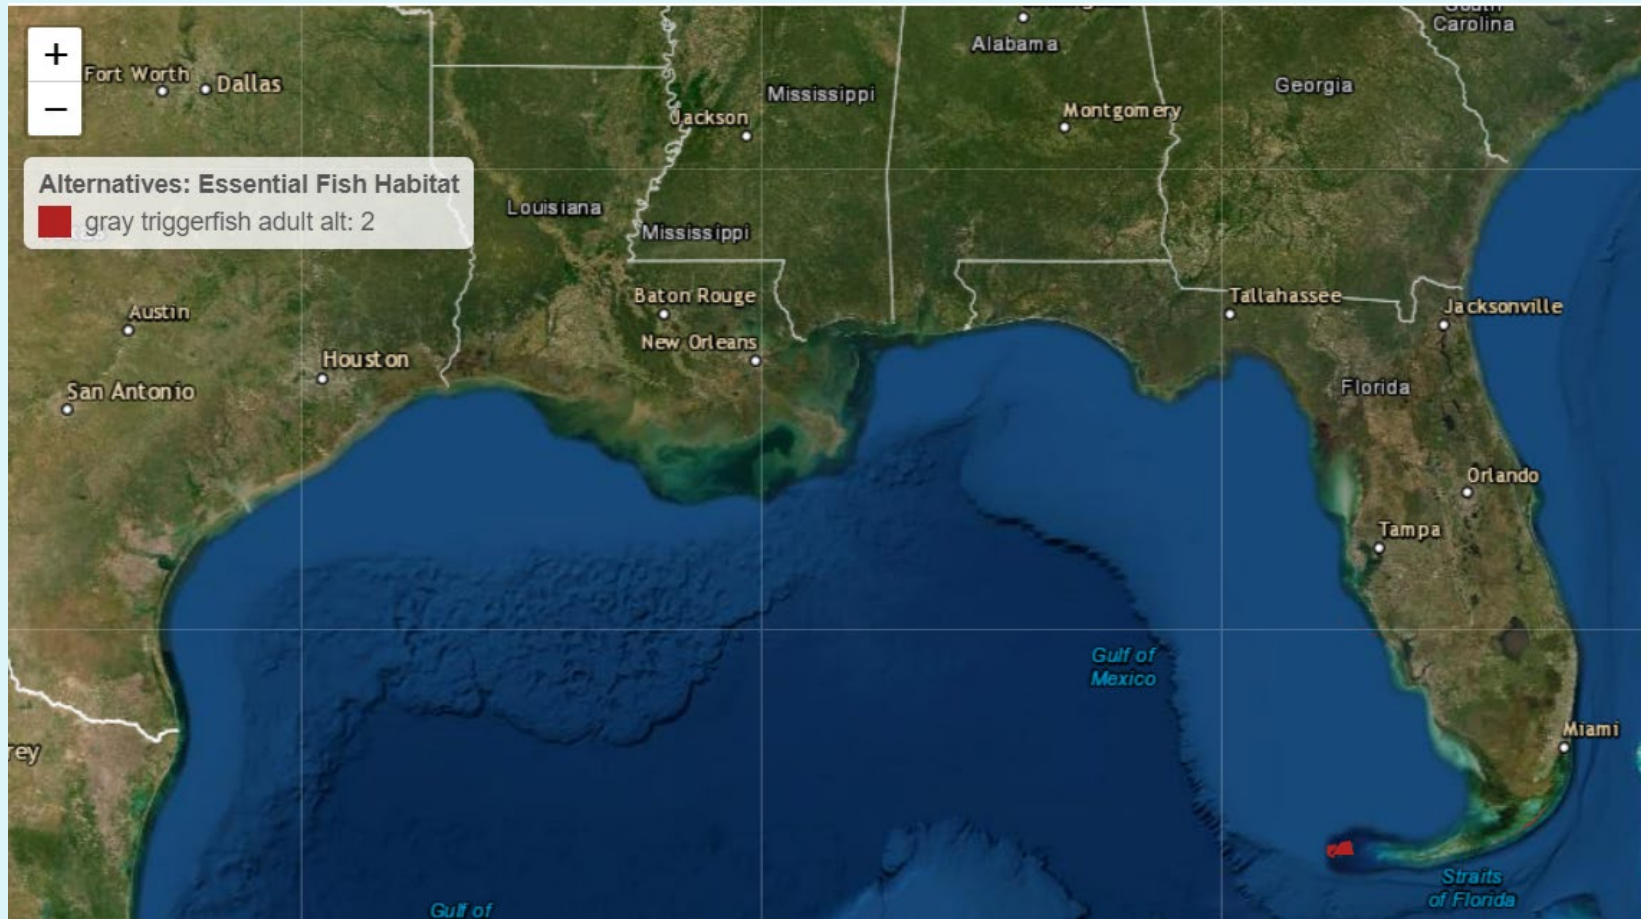 +
−
Alternatives: Essential Fish Habitat
gray triggerfish adult alt: 2
Fort Worth
Dallas
Jackson
Mississippi
Alabama
Montgomery
Georgia
Carolina
Louisiana
Mississippi
Baton Rouge
New Orleans
Tallahassee
Jacksonville
Austin
Houston
San Antonio
Florida
Orlando
Tampa
Gulf of
Mexico
Miami
rey
Straits
of Florida
Gulf of